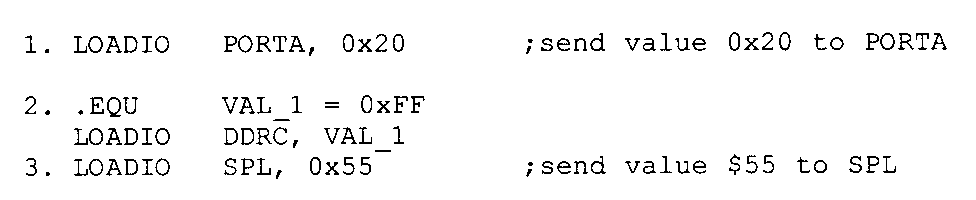 1. LOADIO PORTA, 0x20 ;send value 0x20 to PORTA
2. .EQU VAL_1 = 0xFF
LOADIO DDRC, VAL_1
3. LOADIO SPL, 0x55 ;send value $55 to SPL